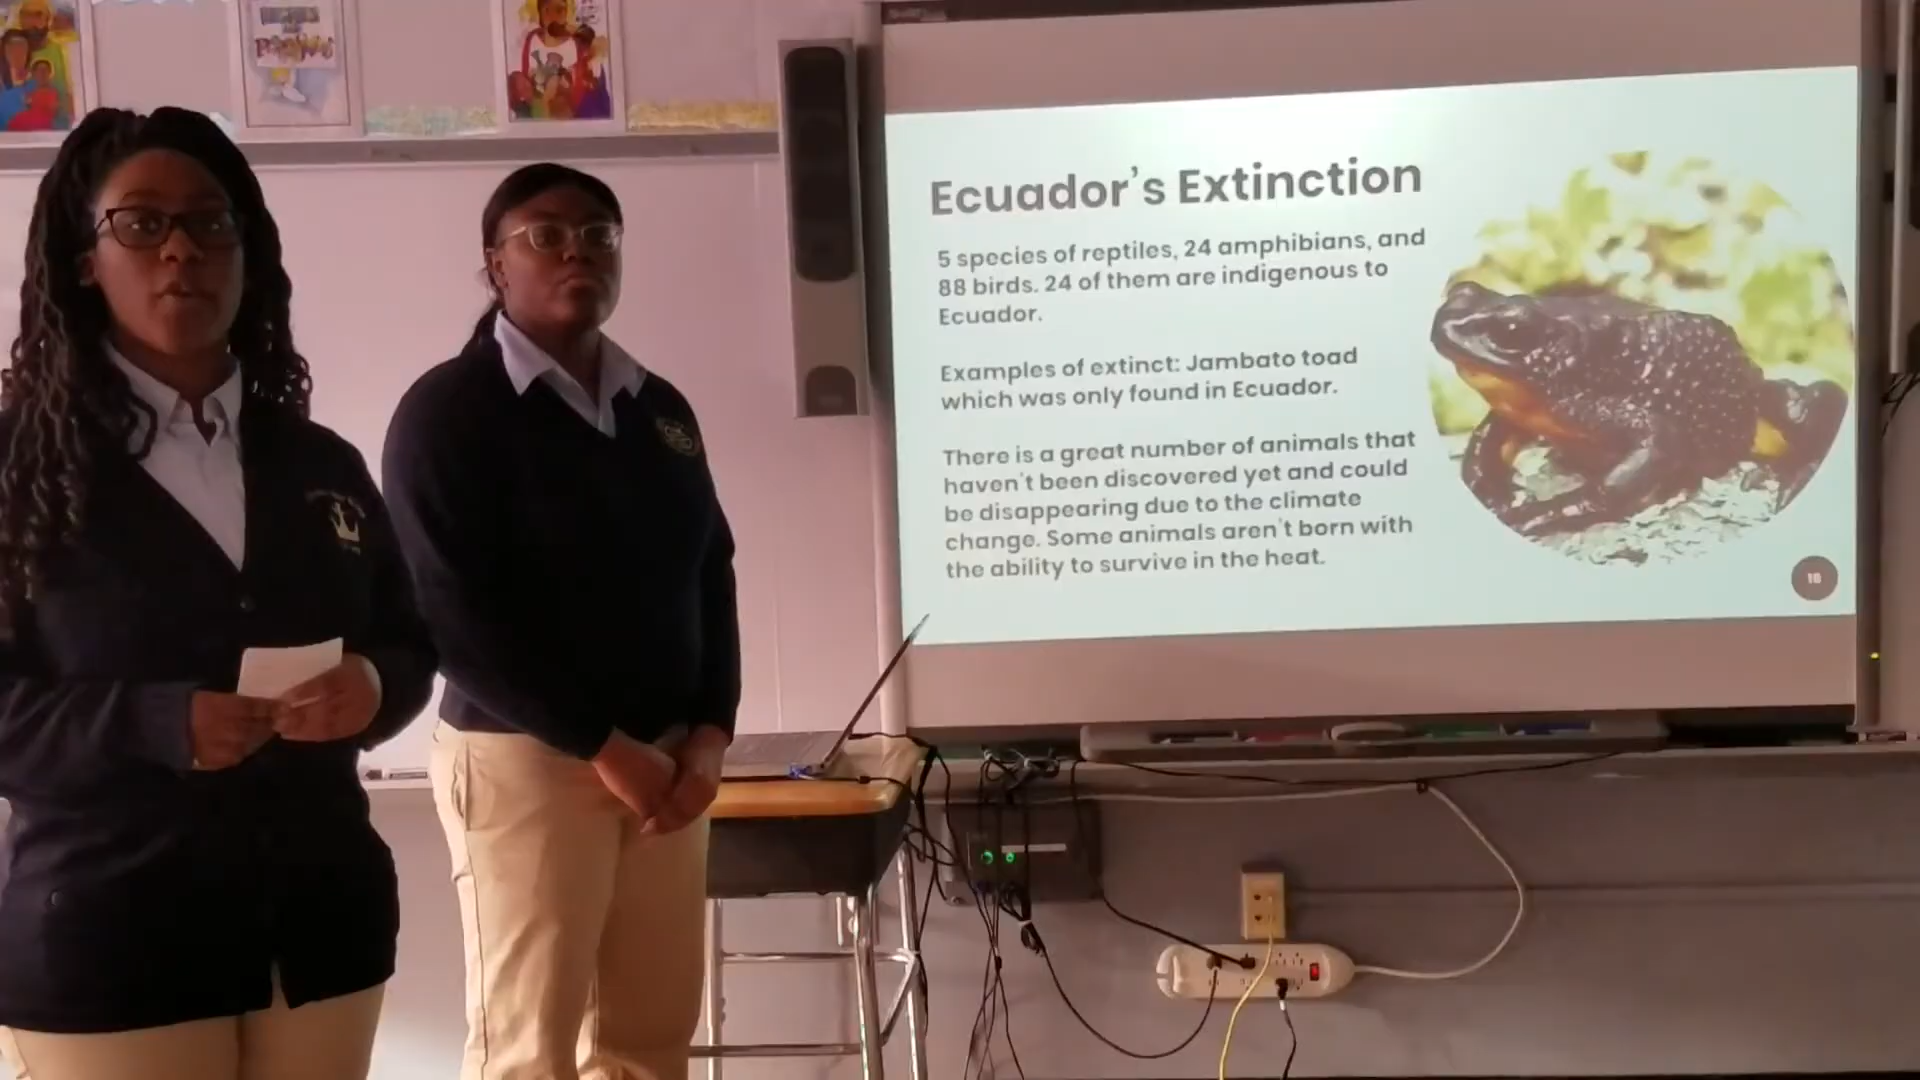 Ecuador's Extinction
5 species of reptiles, 24 amphibians, and
88 birds. 24 of them are indigenous to
Ecuador.
Examples of extinct: Jambato toad
which was only found in Ecuador.
There is a great number of animals that
haven't been discovered yet and could
be disappearing due to the climate
change. Some animals aren't born with
the ability to survive in the heat.